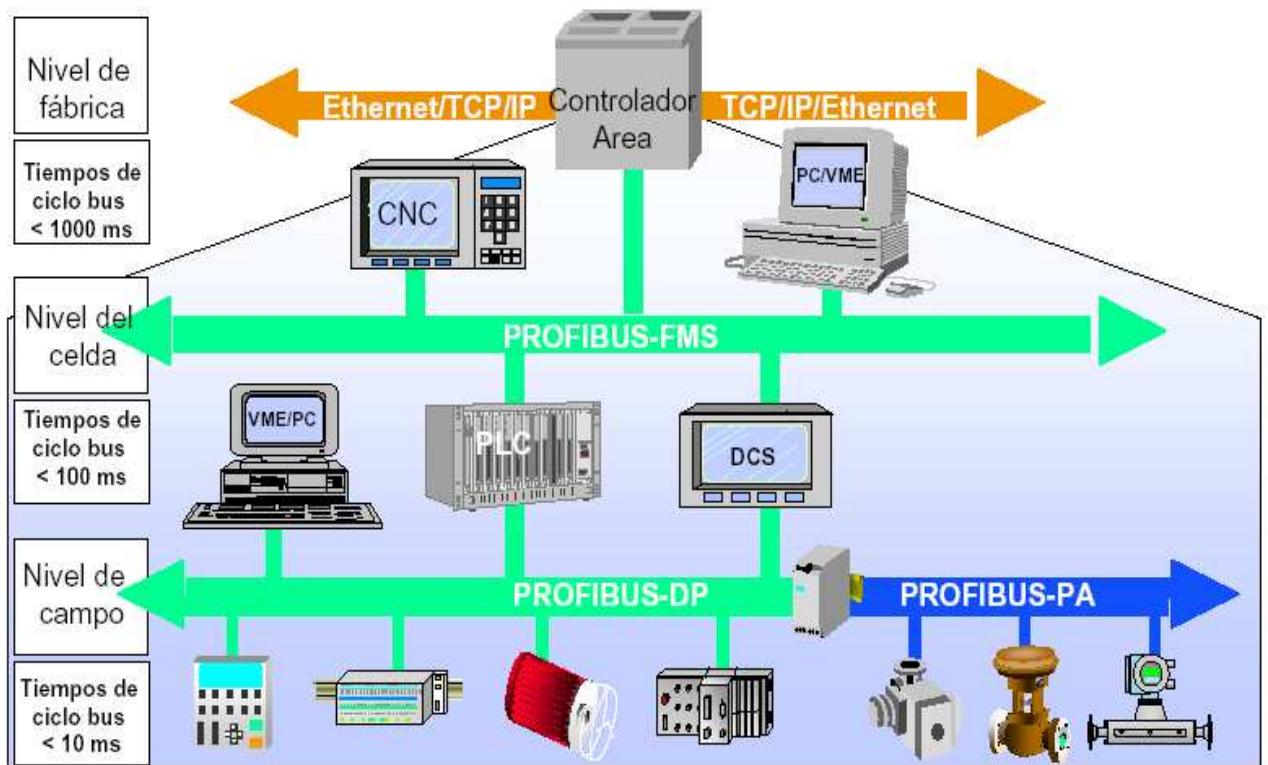 Nivel de
fábrica
Ethernet/TCP/IP
Controlador
Area
TCP/IP/Ethernet
Tiempos de
ciclo bus
< 1000 ms
CNC
PC/VME
Nivel del
celda
PROFIBUS-FMS
Tiempos de
ciclo bus
< 100 ms
VME/PC
PLC
DCS
Nivel de
campo
PROFIBUS-DP
PROFIBUS-PA
Tiempos de
ciclo bus
< 10 ms